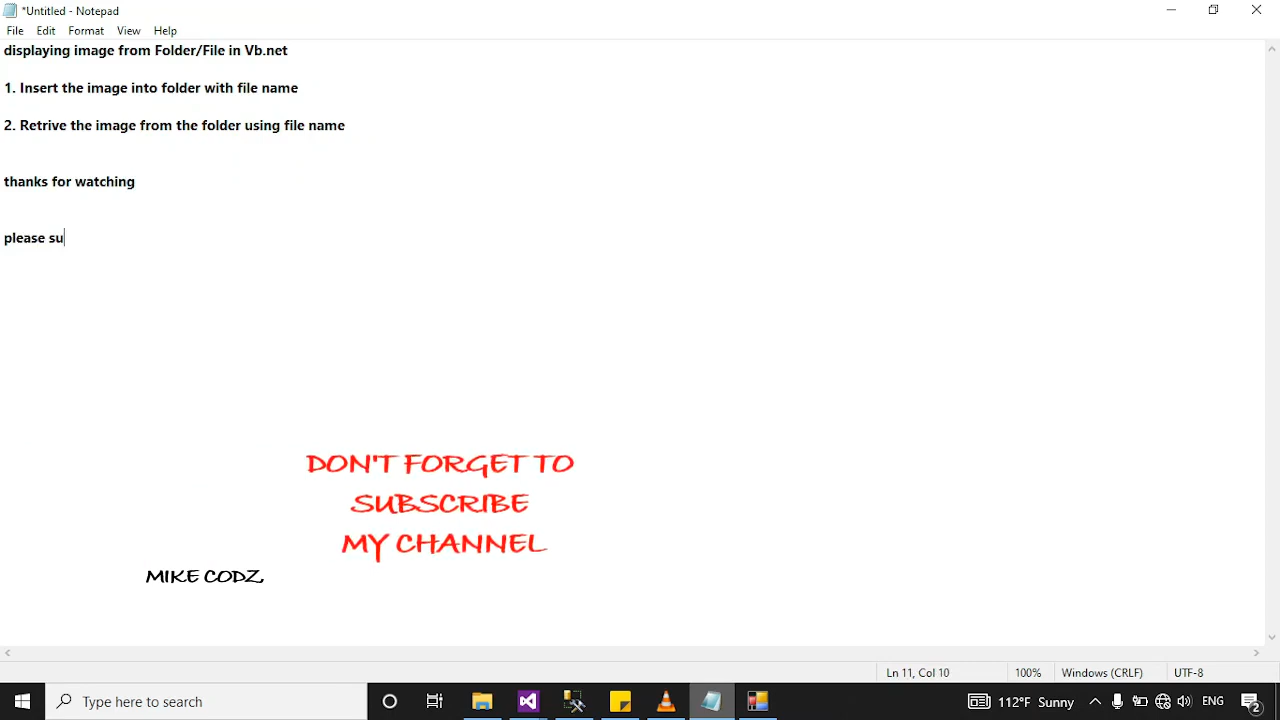 *Untitled - Notepad
File Edit Format View Help
displaying image from Folder/File in Vb.net
1. Insert the image into folder with file name
2. Retrive the image from the folder using file name
thanks for watching
please su
DON'T FORGET TO
SUBSCRIBE
MY CHANNEL
MIKE CODZ,
Ln 11, Col 10 100% Windows (CRLF) UTF-8
Type here to search 112°F Sunny ENG 2